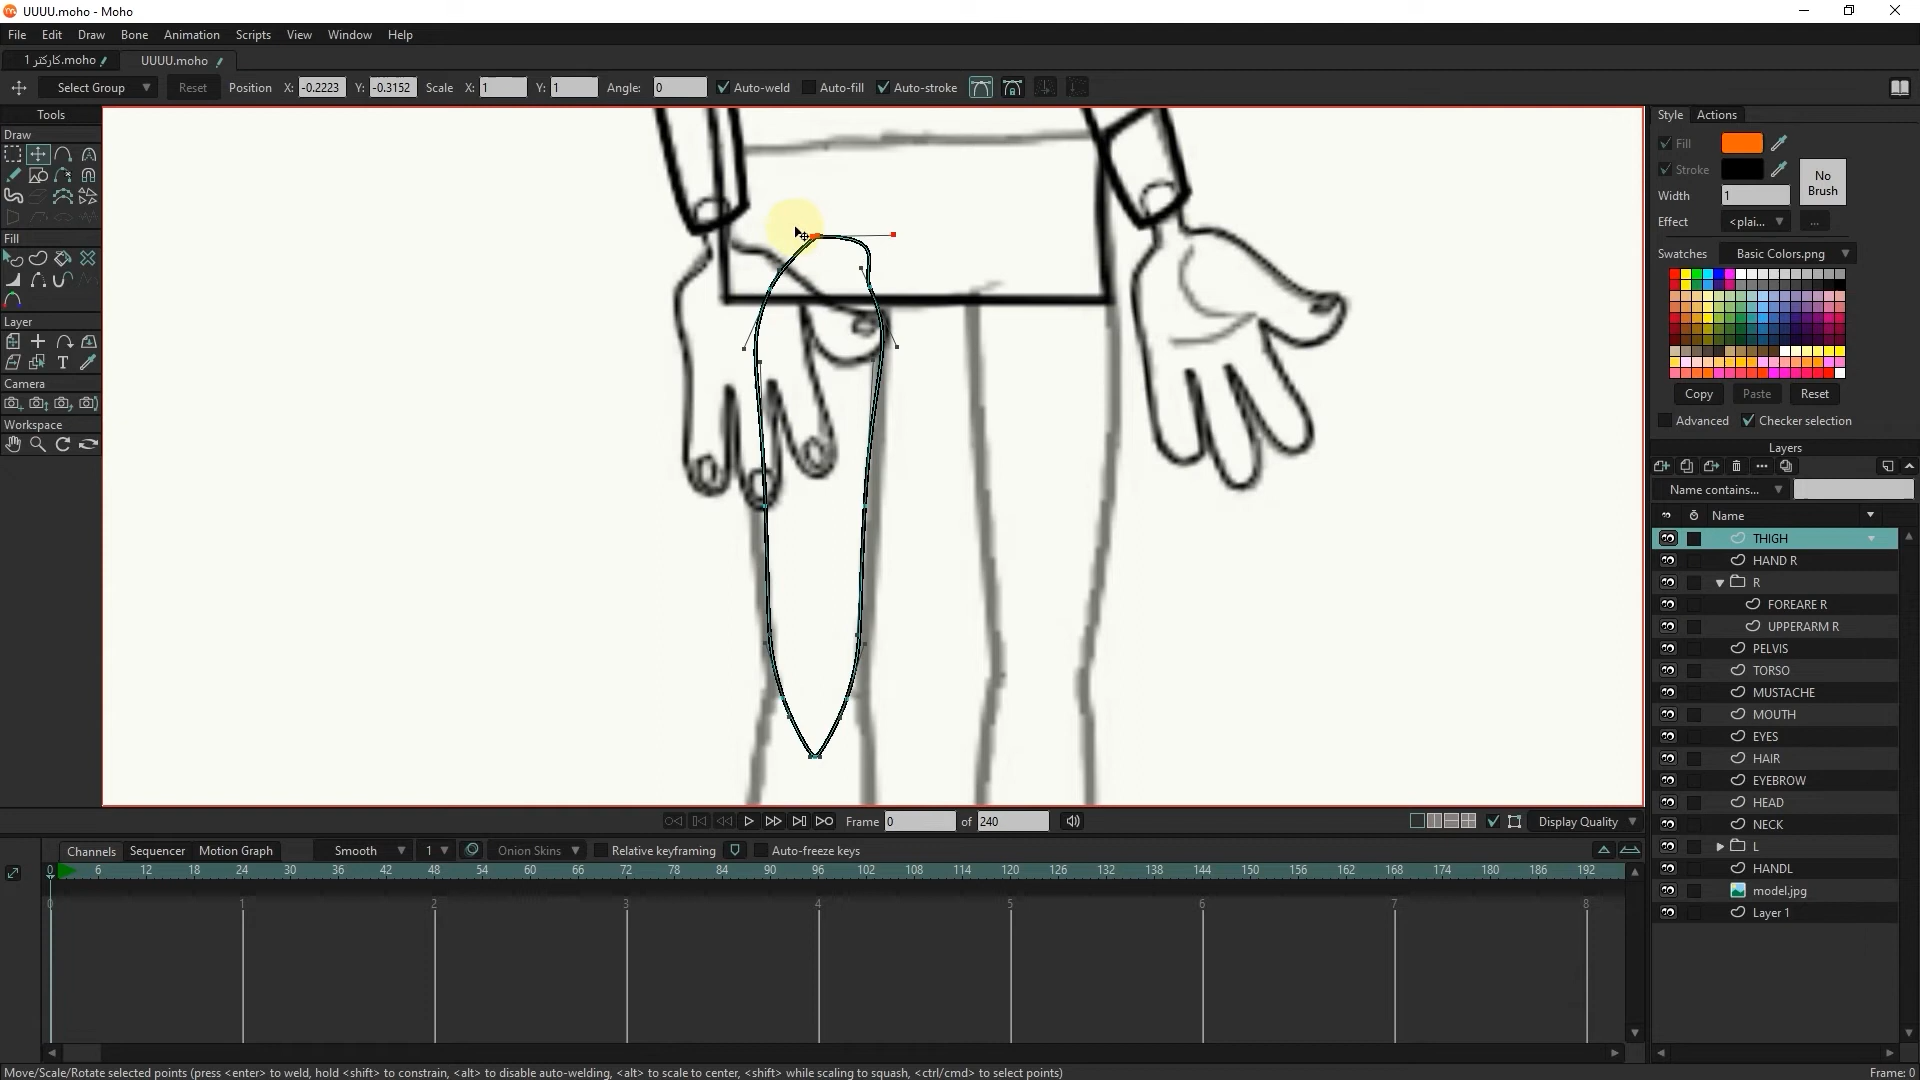 UUUU.moho - Moho
File Edit Draw Bone Animation Scripts View Window Help
کارکتر 1.moho
UUUU.moho
Select Group Reset Position X: -0.2223 Y: -0.3152 Scale X: 1 Y: 1 Angle: 0 Auto-weld Auto-fill Auto-stroke
Tools
Draw
Fill
Layer
T
Camera
Workspace
Style Actions
Fill
Stroke
No Brush
Width 1
Effect <plai... ...
Swatches Basic Colors.png
Copy Paste Reset
Advanced Checker selection
Layers
Name contains...
Name
THIGH
HAND R
R
FOREARE R
UPPERARM R
PELVIS
TORSO
MUSTACHE
MOUTH
EYES
HAIR
EYEBROW
HEAD
NECK
L
HANDL
model.jpg
Layer 1
Frame 0 of 240 Display Quality
Channels Sequencer Motion Graph Smooth 1 Onion Skins Relative keyframing Auto-freeze keys
0 6 12 18 24 30 36 42 48 54 60 66 72 78 84 90 96 102 108 114 120 126 132 138 144 150 156 162 168 174 180 186 192
0 1 2 3 4 5 6 7 8
Move/Scale/Rotate selected points (press <enter> to weld, hold <shift> to constrain, <alt> to disable auto-welding, <alt> to scale to center, <shift> while scaling to squash, <ctrl/cmd> to select points)
Frame: 0